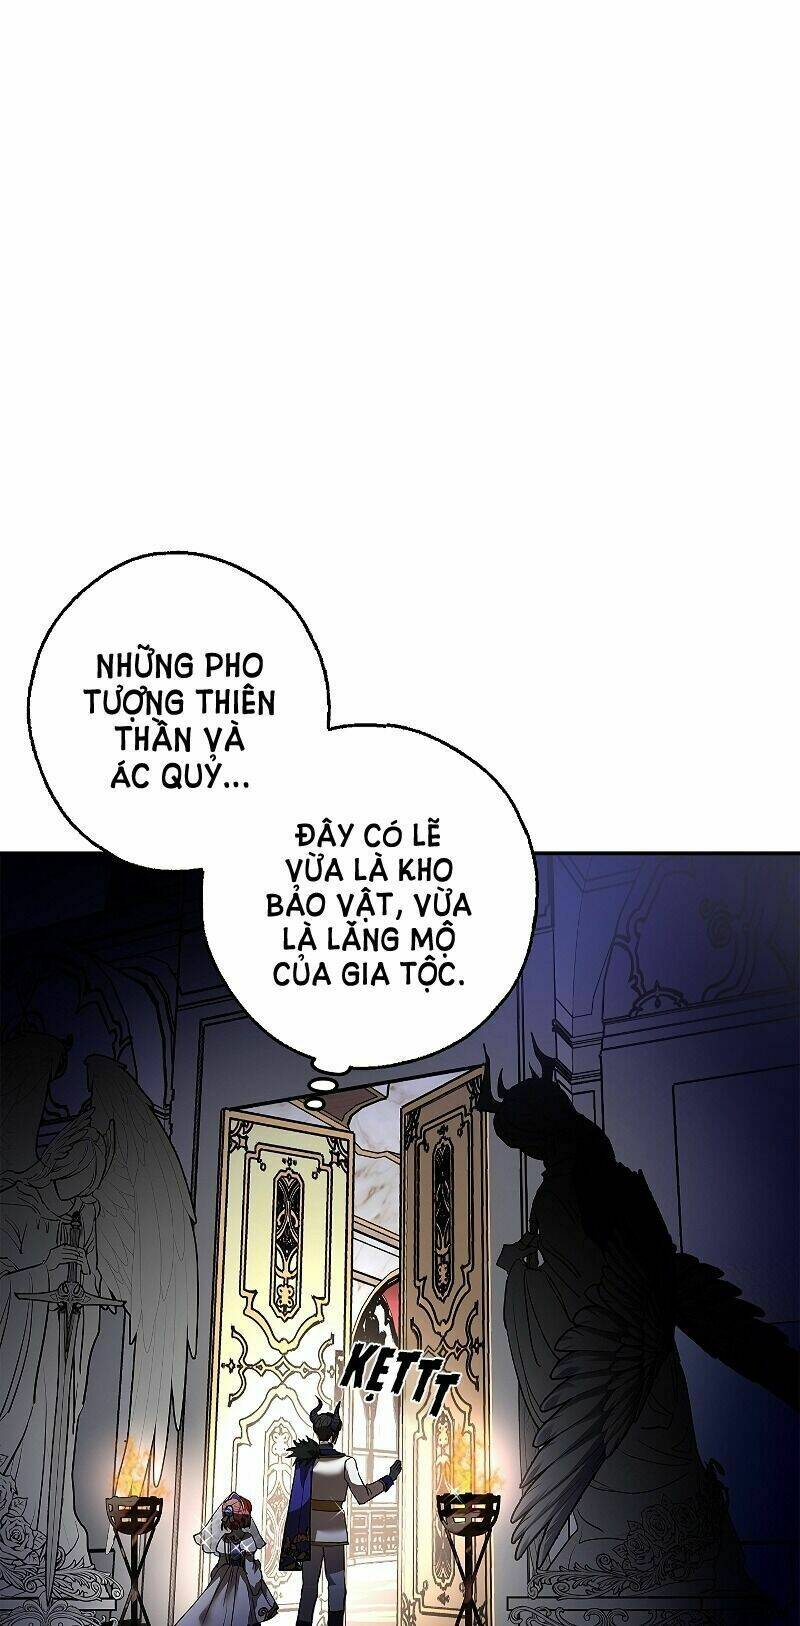 NHỮNG PHO
TƯỢNG THIÊN
THẦN VÀ
ÁC QUỶ...
ĐÂY CÓ LẼ
VỪA LÀ KHO
BẢO VẬT, VỪA
LÀ LĂNG MỘ
CỦA GIA TỘC.
KẸTTT